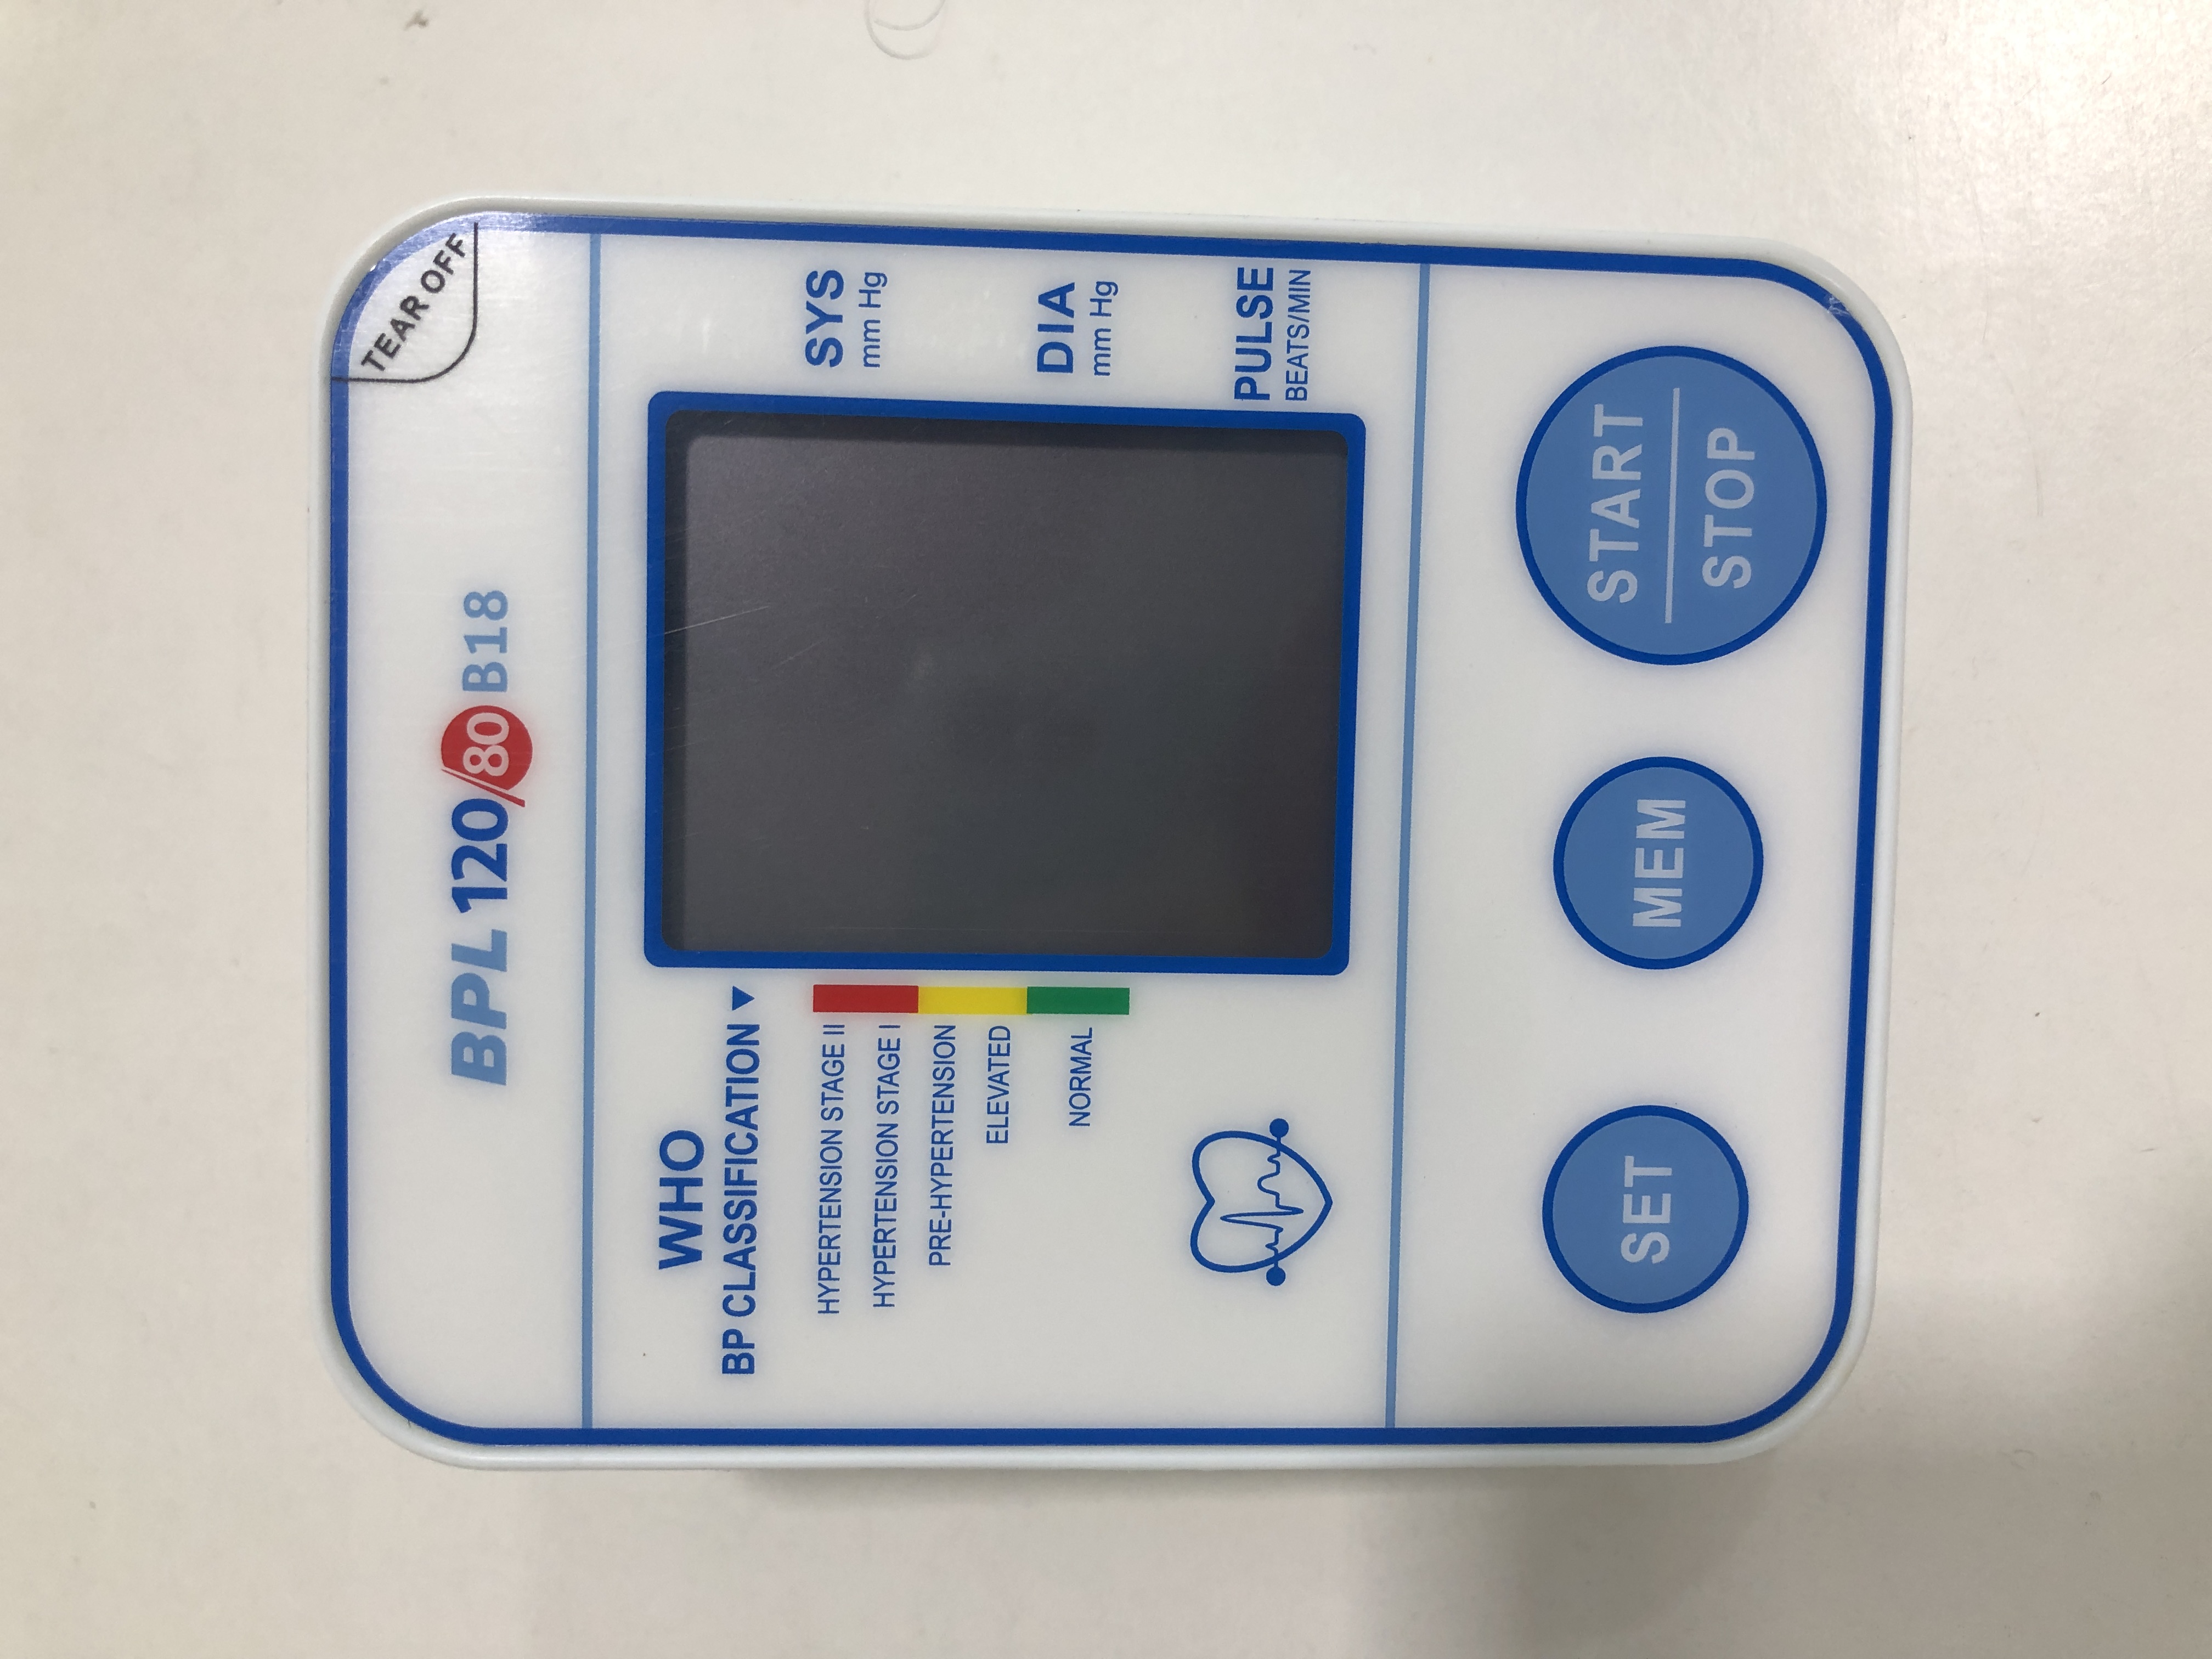 TEAR OFF
BPL 120/80 B18
WHO
BP CLASSIFICATION ▼
HYPERTENSION STAGE II
HYPERTENSION STAGE I
PRE-HYPERTENSION
ELEVATED
NORMAL
SYS
mm Hg
DIA
mm Hg
PULSE
BEATS/MIN
SET
MEM
START
STOP